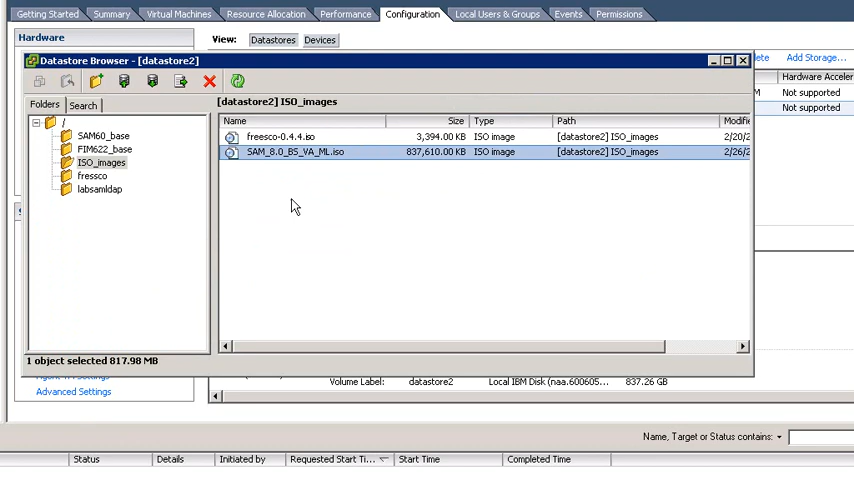 Getting Started Summary Virtual Machines Resource Allocation Performance Configuration Local Users & Groups Events Permissions
Hardware
View: Datastores Devices
Datastore Browser - [datastore2]
Add Storage...
Folders Search
[datastore2] ISO_images
Hardware Acceler
Name Size Type Path Modifi
M Not supported
/
freesco-0.4.4.iso 3,394.00 KB ISO image [datastore2] ISO_images 2/20/2
Not supported
SAM60_base
SAM_8.0_BS_VA_ML.iso 837,610.00 KB ISO image [datastore2] ISO_images 2/26/2
FIM622_base
ISO_images
fressco
labsamldap
1 object selected 817.98 MB
Volume Label: datastore2 Local IBM Disk (naa.600605... 837.26 GB
Advanced Settings
Name, Target or Status contains:
Status Details Initiated by Requested Start Ti... Start Time Completed Time